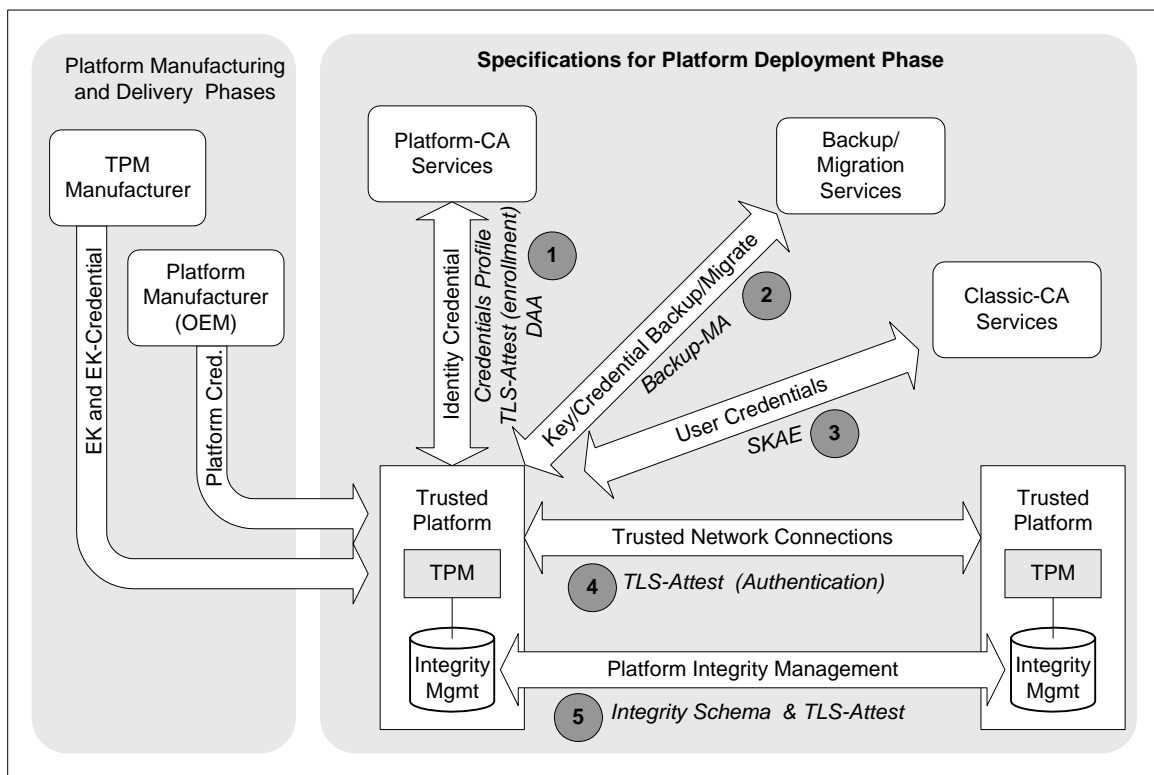 Platform Manufacturing
and Delivery Phases
TPM
Manufacturer
Platform
Manufacturer
(OEM)
EK and EK-Credential
Platform Cred.
Specifications for Platform Deployment Phase
Platform-CA
Services
Backup/
Migration Services
Classic-CA
Services
Identity Credential
Credentials Profile
TLS-Attest (enrollment)
DAA
1
Key/Credential Backup/Migrate
Backup-MA
2
User Credentials
SKAE
3
Trusted
Platform
TPM
Integrity
Mgmt
Trusted Network Connections
4
TLS-Attest (Authentication)
Platform Integrity Management
5
Integrity Schema & TLS-Attest
Trusted
Platform
TPM
Integrity
Mgmt